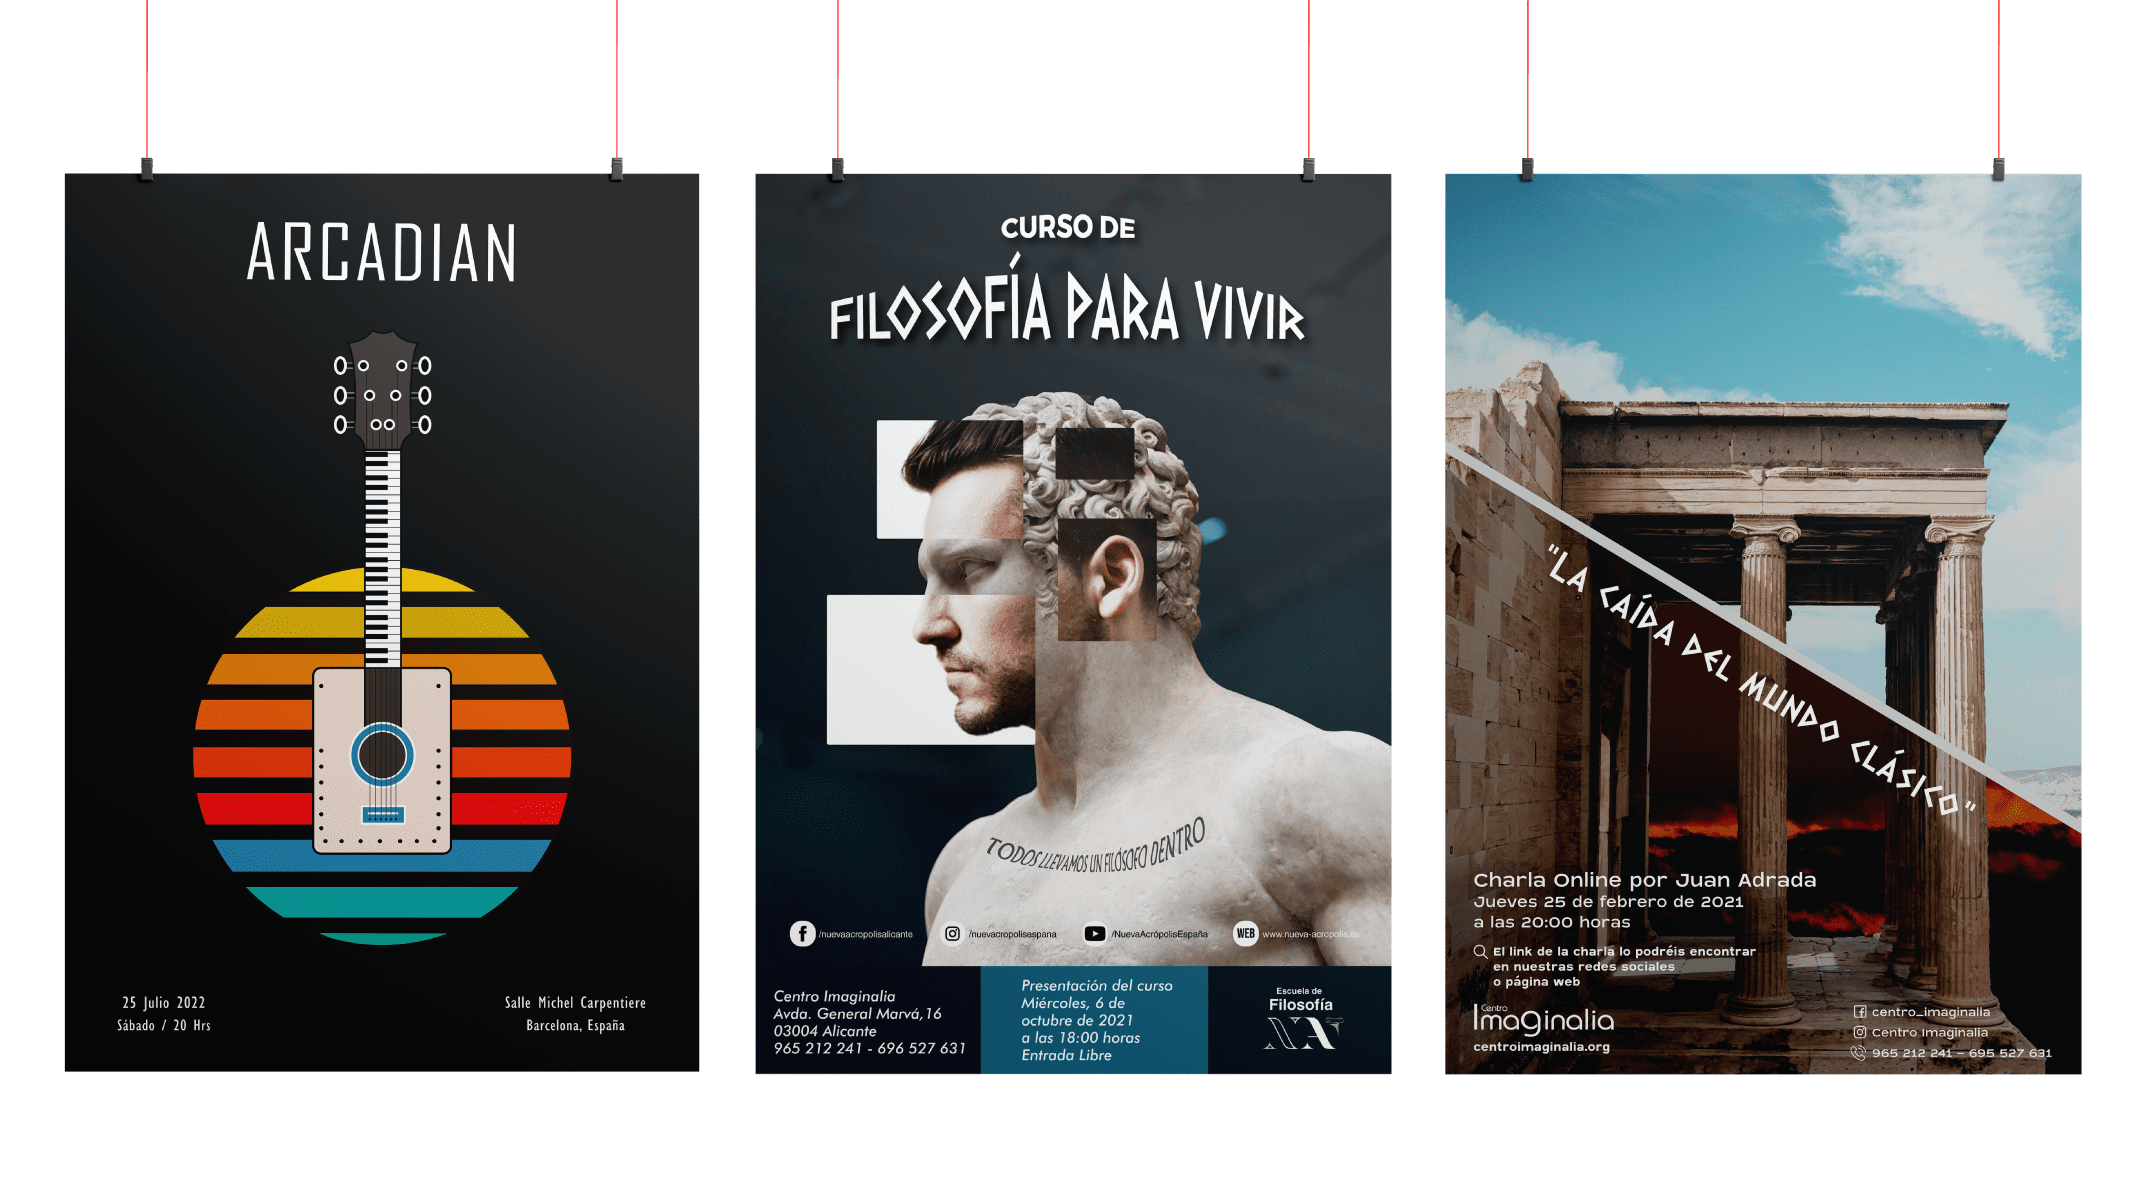 ARCADIAN
25 Julio 2022
Sábado / 20 Hrs
Salle Michel Carpentiere
Barcelona, España
CURSO DE
FILOSOFÍA PARA VIVIR
TODOS LLEVAMOS UN FILÓSOFO DENTRO
/nuevaacropolisalicante
/nuevacropolisespana
/NuevaAcrópolisEspaña
WEB
www.nueva-acropolis.es
Centro Imaginalia
Avda. General Marvá,16
03004 Alicante
965 212 241 - 696 527 631
Presentación del curso
Miércoles, 6 de
octubre de 2021
a las 18:00 horas
Entrada Libre
Escuela de
Filosofía
NA
"LA CAÍDA DEL MUNDO CLÁSICO"
Charla Online por Juan Adrada
Jueves 25 de febrero de 2021
a las 20:00 horas
El link de la charla lo podréis encontrar
en nuestras redes sociales
o página web
Centro
Imaginalia
centroimaginalia.org
centro_imaginalia
Centro Imaginalia
965 212 241 - 695 527 631